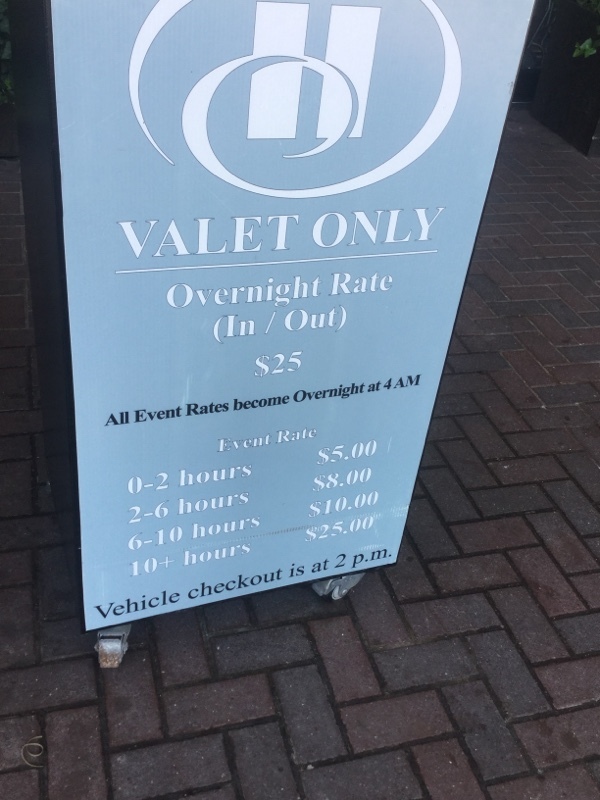 VALET ONLY
Overnight Rate
(In / Out)
$25
All Event Rates become Overnight at 4 AM
Event Rate
0-2 hours $5.00
2-6 hours $8.00
6-10 hours $10.00
10+ hours $25.00
Vehicle checkout is at 2 p.m.